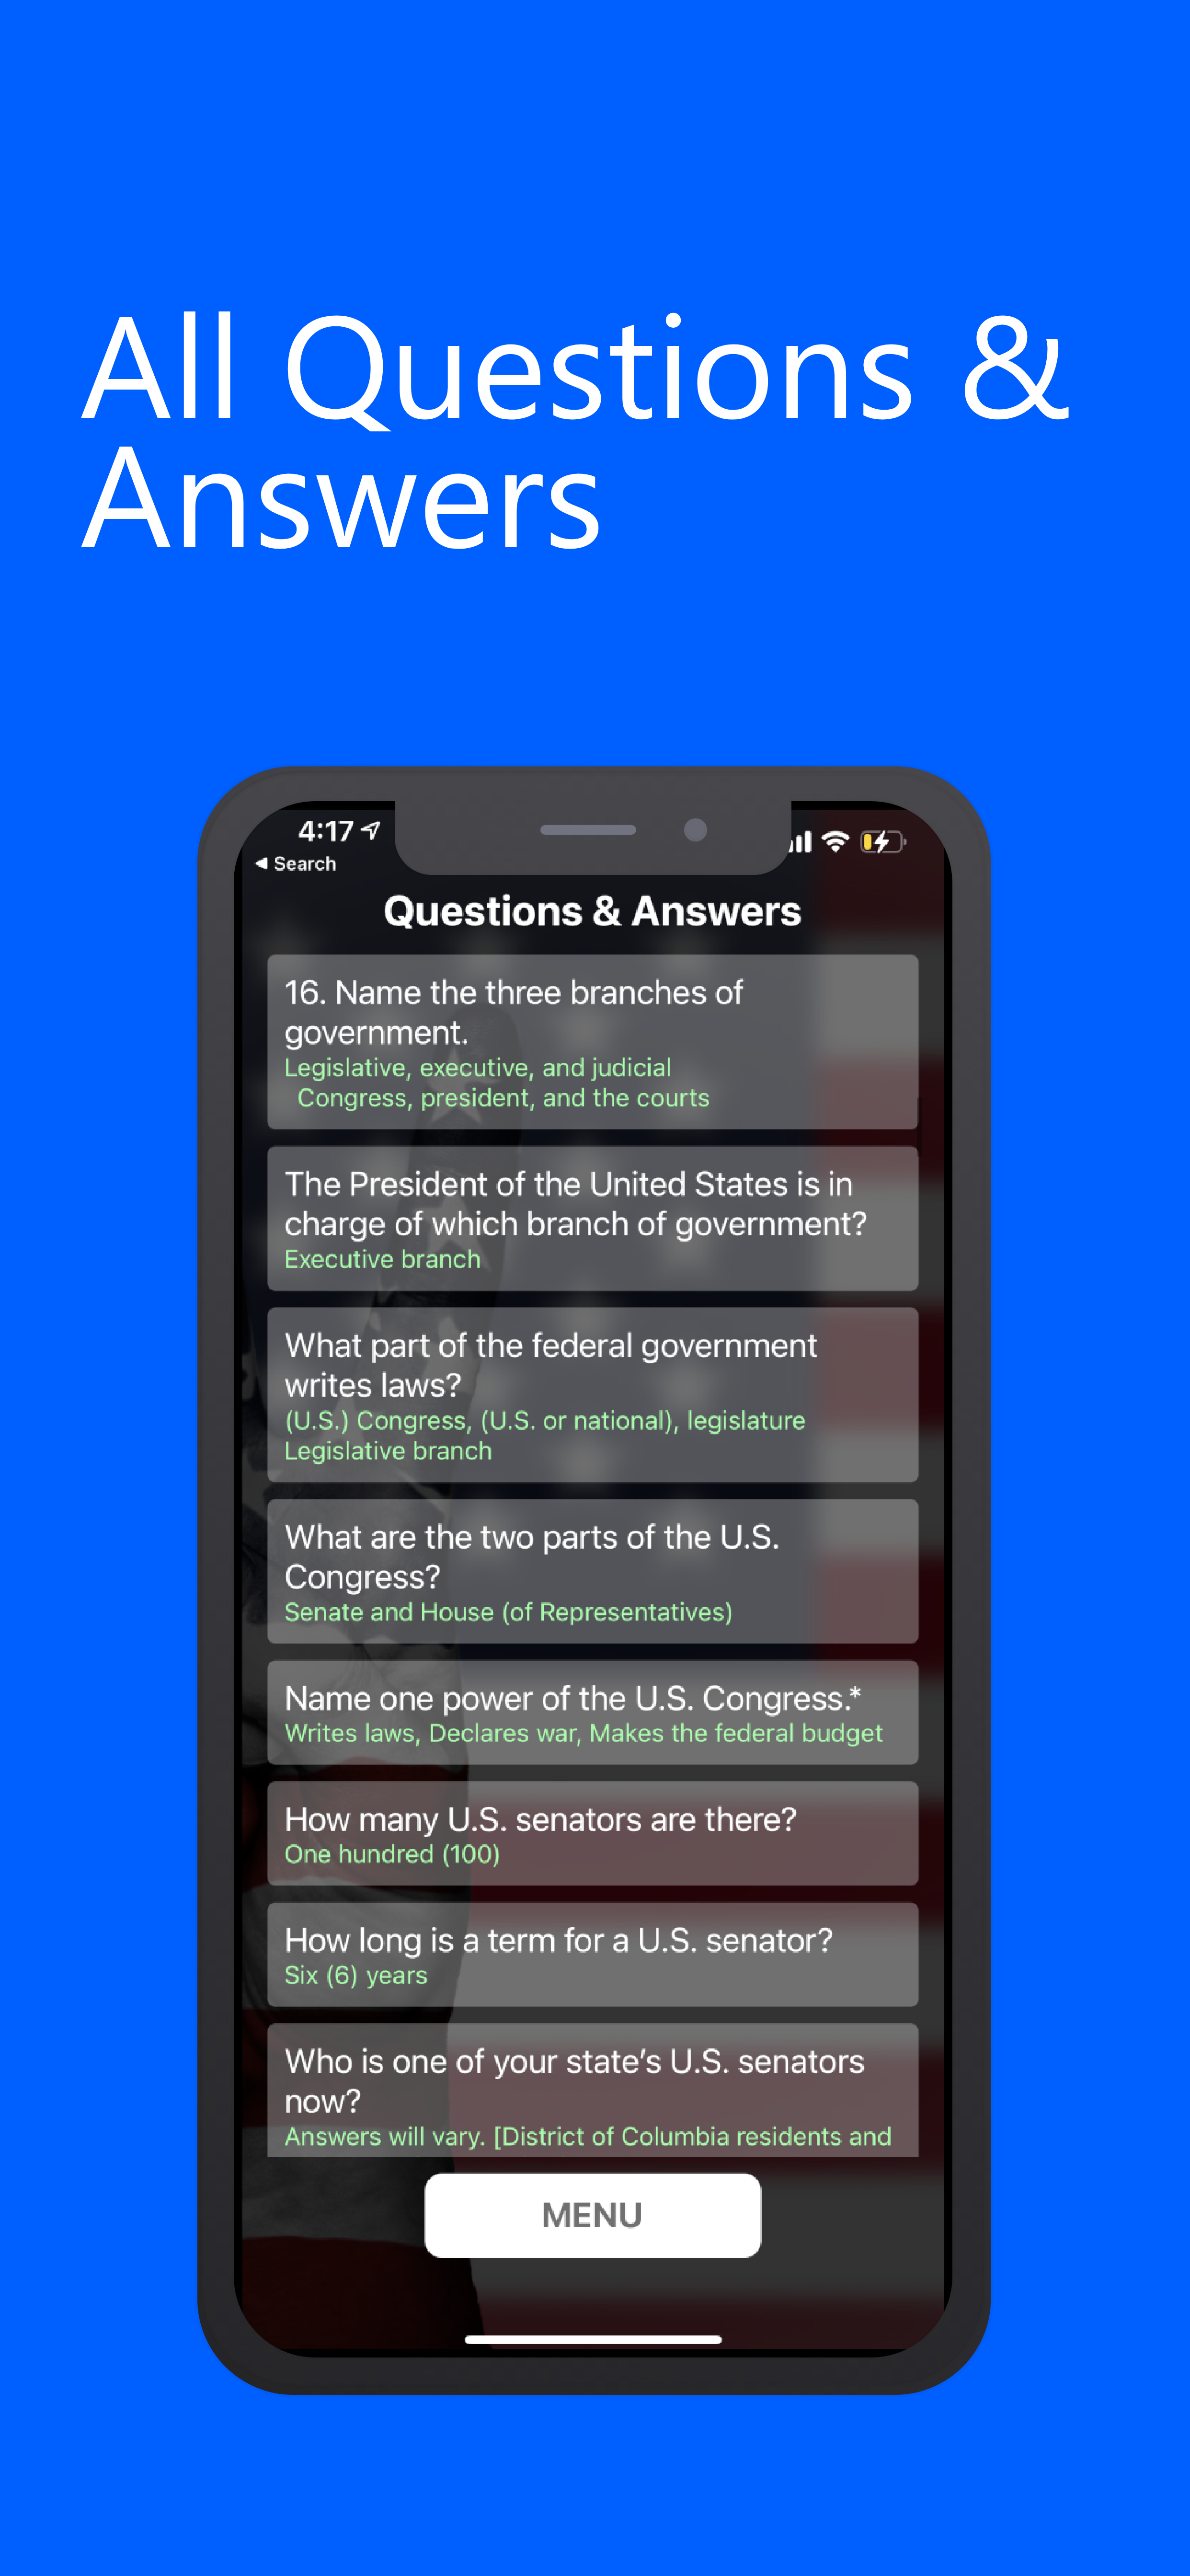 All Questions &
Answers
4:17
◀ Search
Questions & Answers
16. Name the three branches of
government.
Legislative, executive, and judicial
Congress, president, and the courts
The President of the United States is in
charge of which branch of government?
Executive branch
What part of the federal government
writes laws?
(U.S.) Congress, (U.S. or national), legislature
Legislative branch
What are the two parts of the U.S.
Congress?
Senate and House (of Representatives)
Name one power of the U.S. Congress.*
Writes laws, Declares war, Makes the federal budget
How many U.S. senators are there?
One hundred (100)
How long is a term for a U.S. senator?
Six (6) years
Who is one of your state’s U.S. senators
now?
Answers will vary. [District of Columbia residents and
MENU